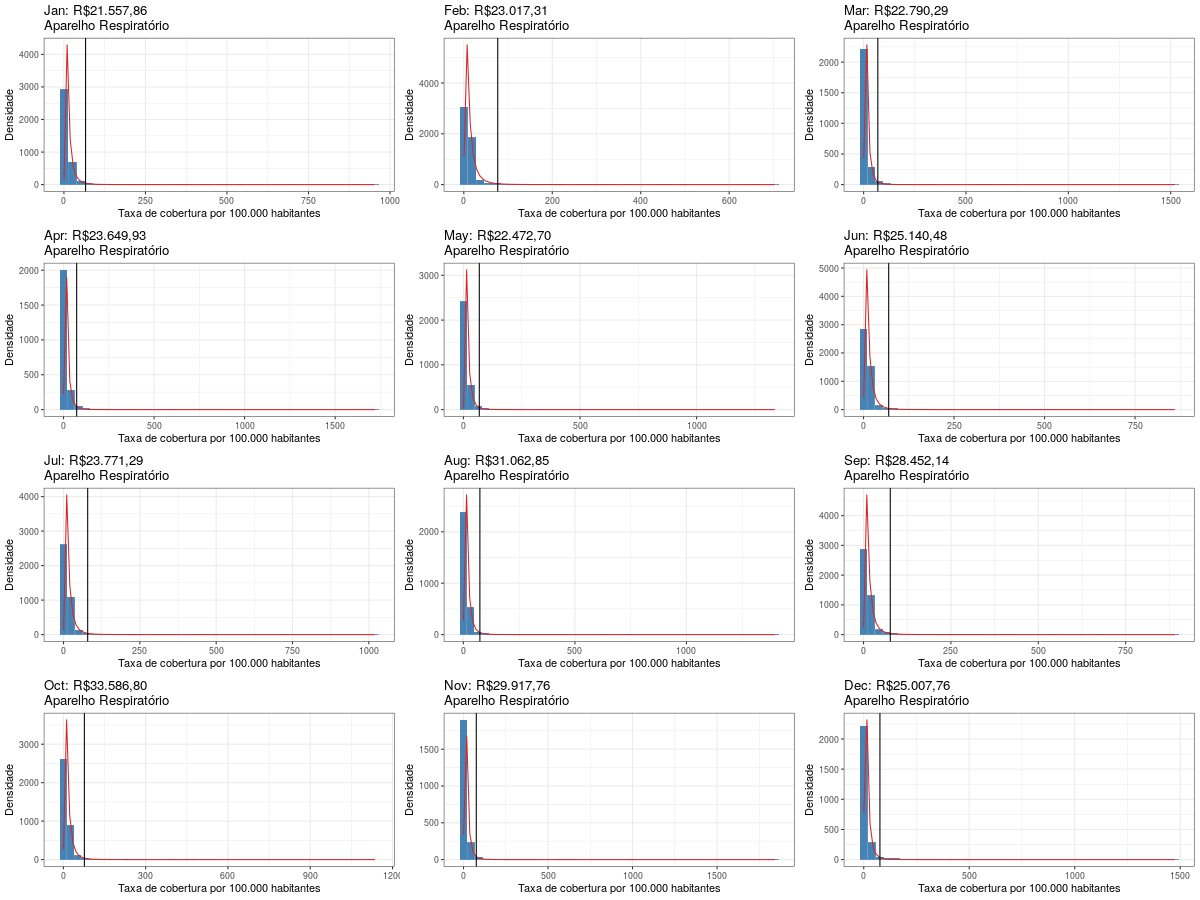 Jan: R$21.557,86
Aparelho Respiratório
Densidade
4000
3000
2000
1000
0
0 250 500 750 1000
Taxa de cobertura por 100.000 habitantes
Feb: R$23.017,31
Aparelho Respiratório
Densidade
4000
2000
0
0 200 400 600
Taxa de cobertura por 100.000 habitantes
Mar: R$22.790,29
Aparelho Respiratório
Densidade
2000
1500
1000
500
0
0 500 1000 1500
Taxa de cobertura por 100.000 habitantes
Apr: R$23.649,93
Aparelho Respiratório
Densidade
2000
1500
1000
500
0
0 500 1000 1500
Taxa de cobertura por 100.000 habitantes
May: R$22.472,70
Aparelho Respiratório
Densidade
3000
2000
1000
0
0 500 1000
Taxa de cobertura por 100.000 habitantes
Jun: R$25.140,48
Aparelho Respiratório
Densidade
5000
4000
3000
2000
1000
0
0 250 500 750
Taxa de cobertura por 100.000 habitantes
Jul: R$23.771,29
Aparelho Respiratório
Densidade
4000
3000
2000
1000
0
0 250 500 750 1000
Taxa de cobertura por 100.000 habitantes
Aug: R$31.062,85
Aparelho Respiratório
Densidade
2000
1000
0
0 500 1000
Taxa de cobertura por 100.000 habitantes
Sep: R$28.452,14
Aparelho Respiratório
Densidade
4000
3000
2000
1000
0
0 250 500 750
Taxa de cobertura por 100.000 habitantes
Oct: R$33.586,80
Aparelho Respiratório
Densidade
3000
2000
1000
0
0 300 600 900 120
Taxa de cobertura por 100.000 habitantes
Nov: R$29.917,76
Aparelho Respiratório
Densidade
1500
1000
500
0
0 500 1000 1500
Taxa de cobertura por 100.000 habitantes
Dec: R$25.007,76
Aparelho Respiratório
Densidade
2000
1500
1000
500
0
0 500 1000 1500
Taxa de cobertura por 100.000 habitantes